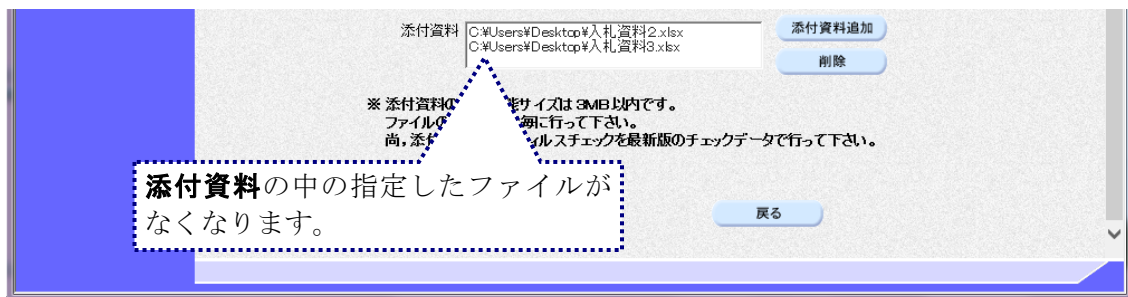 添付資料
C:¥Users¥Desktop¥入札資料2.xlsx
C:¥Users¥Desktop¥入札資料3.xlsx
添付資料追加
削除
※ 添付資料の 能サイズは 3MB以内です。
ファイルの 毎に行って下さい。
尚，添付 ィルスチェックを最新版のチェックデータで行って下さい。
添付資料の中の指定したファイルが
なくなります。
戻る